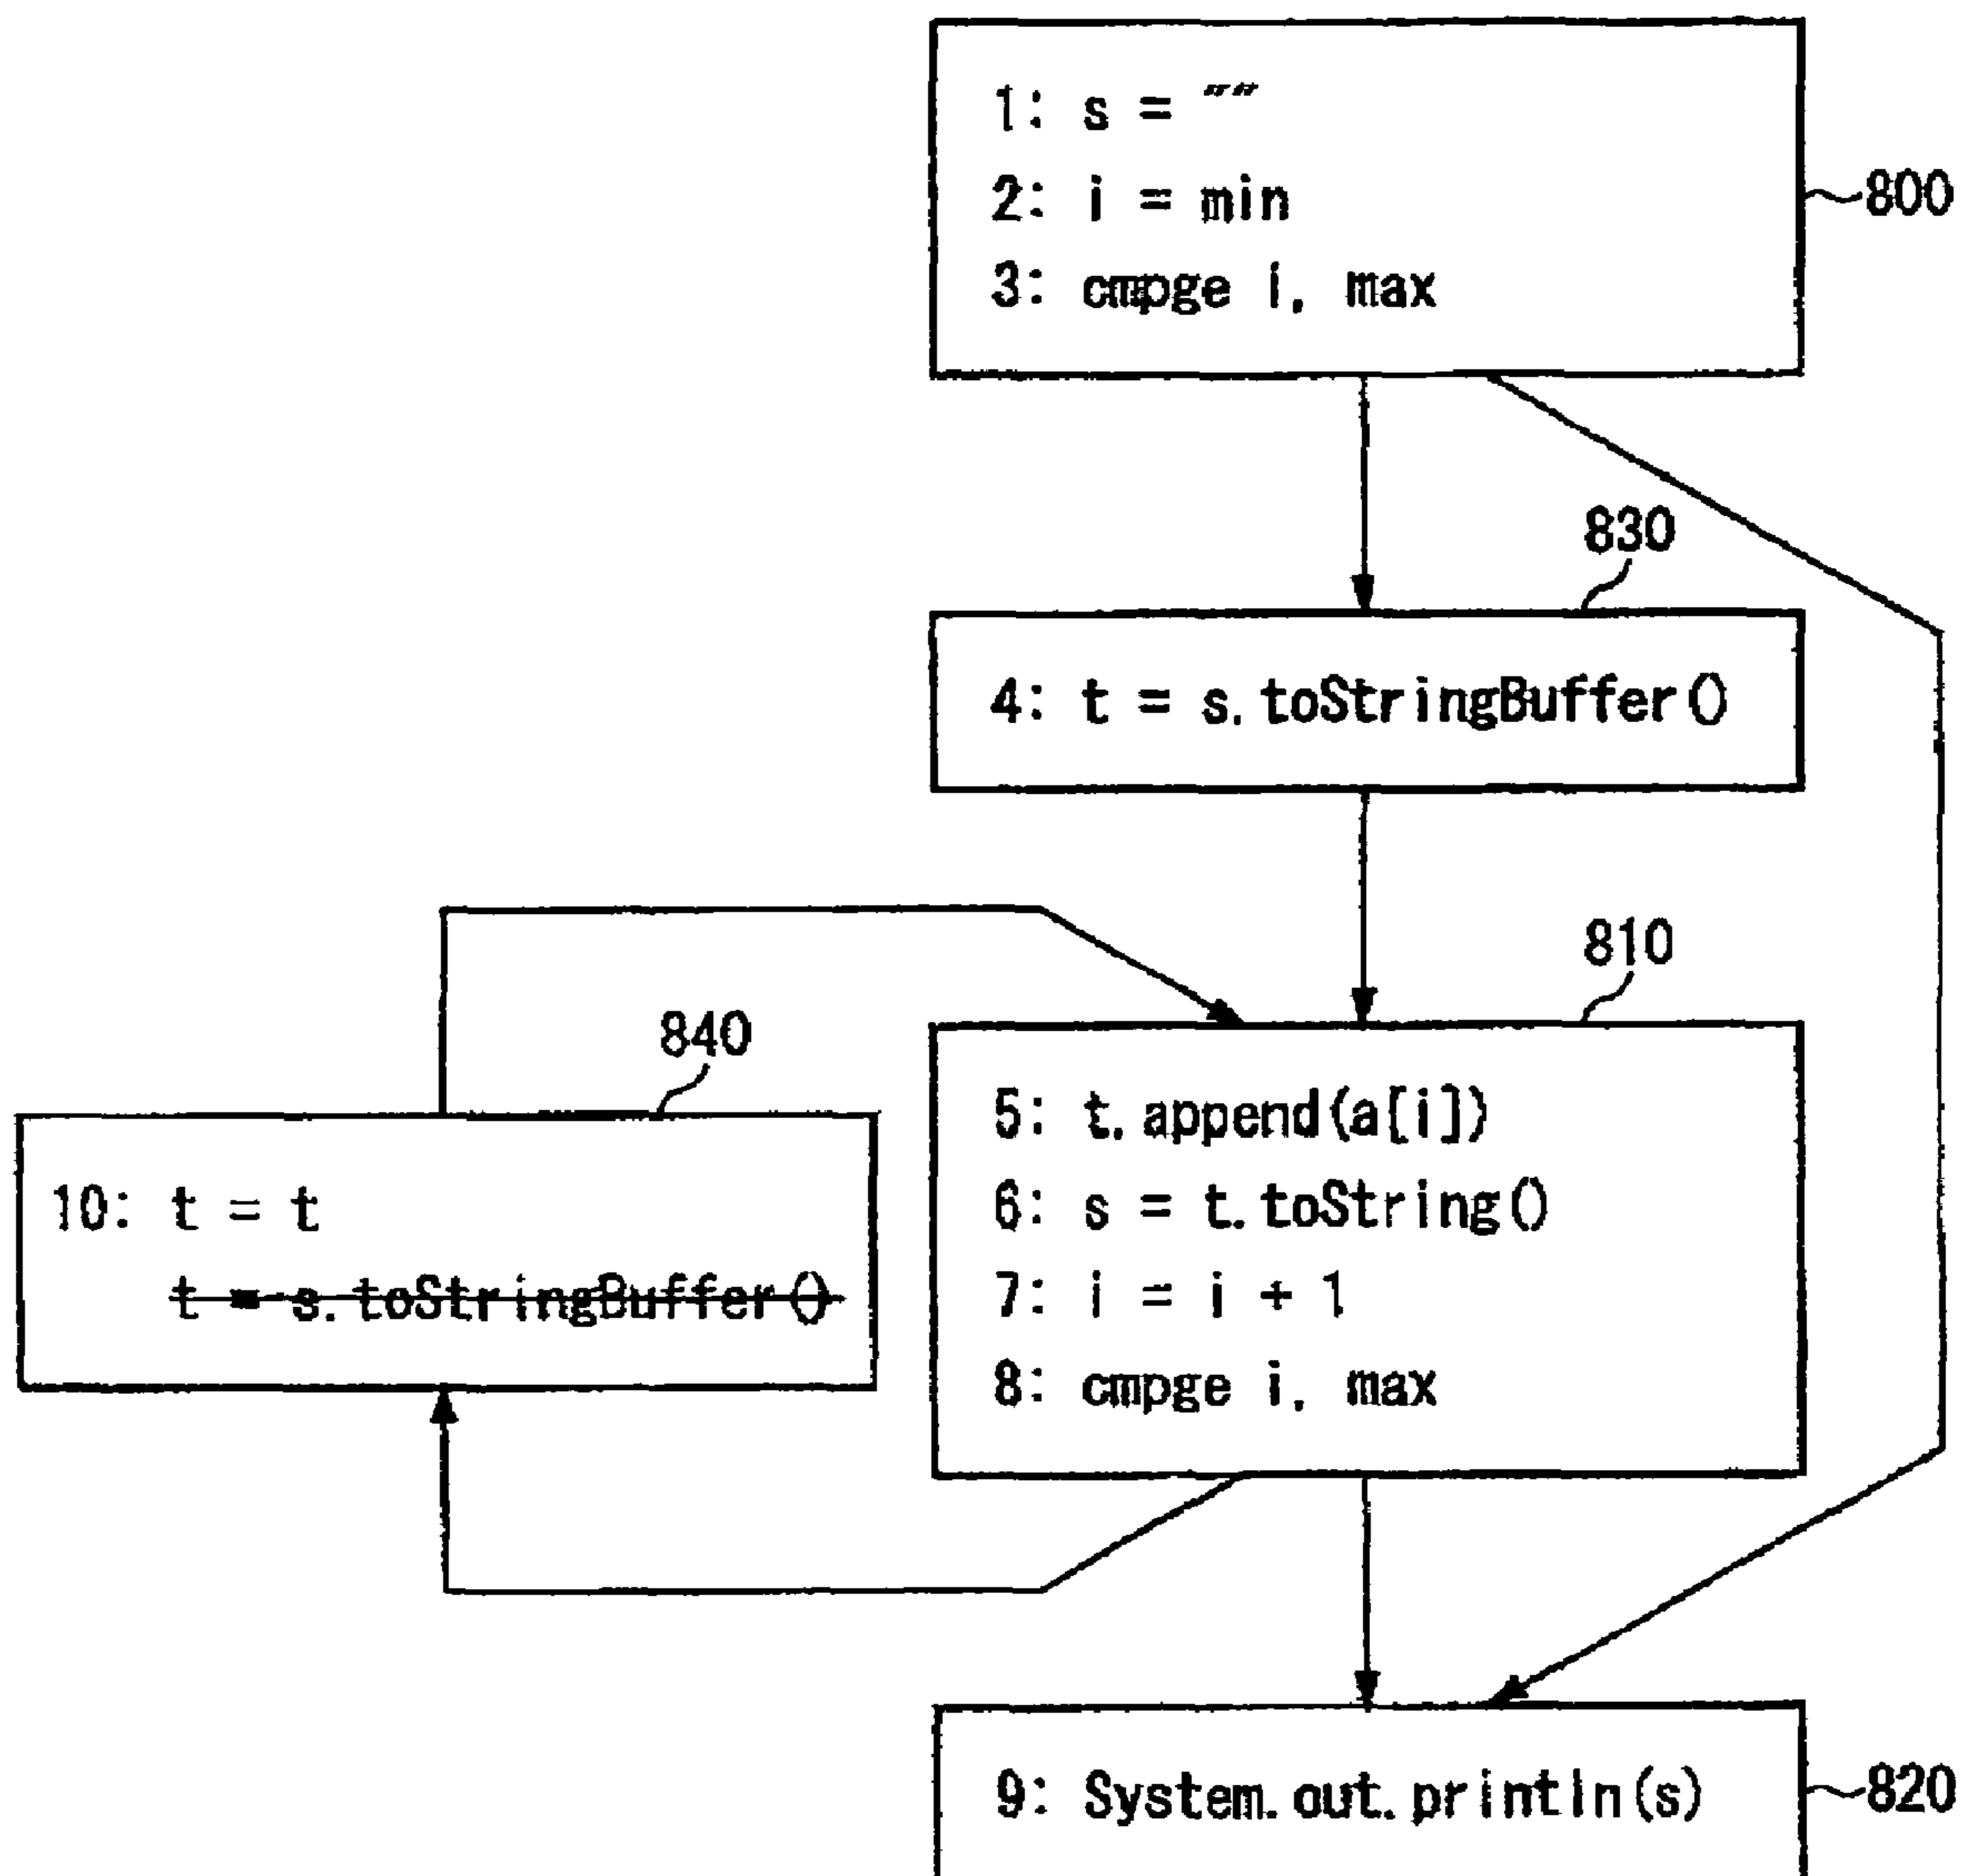 1: s = ""
2: i = min
3: cmpge i, max
800
830
4: t = s.toStringBuffer()
810
840
5: t.append(a[i])
6: s = t.toString()
7: i = i + 1
8: cmpge i, max
10: t = t
t = s.toStringBuffer()
9: System.out.println(s)
820